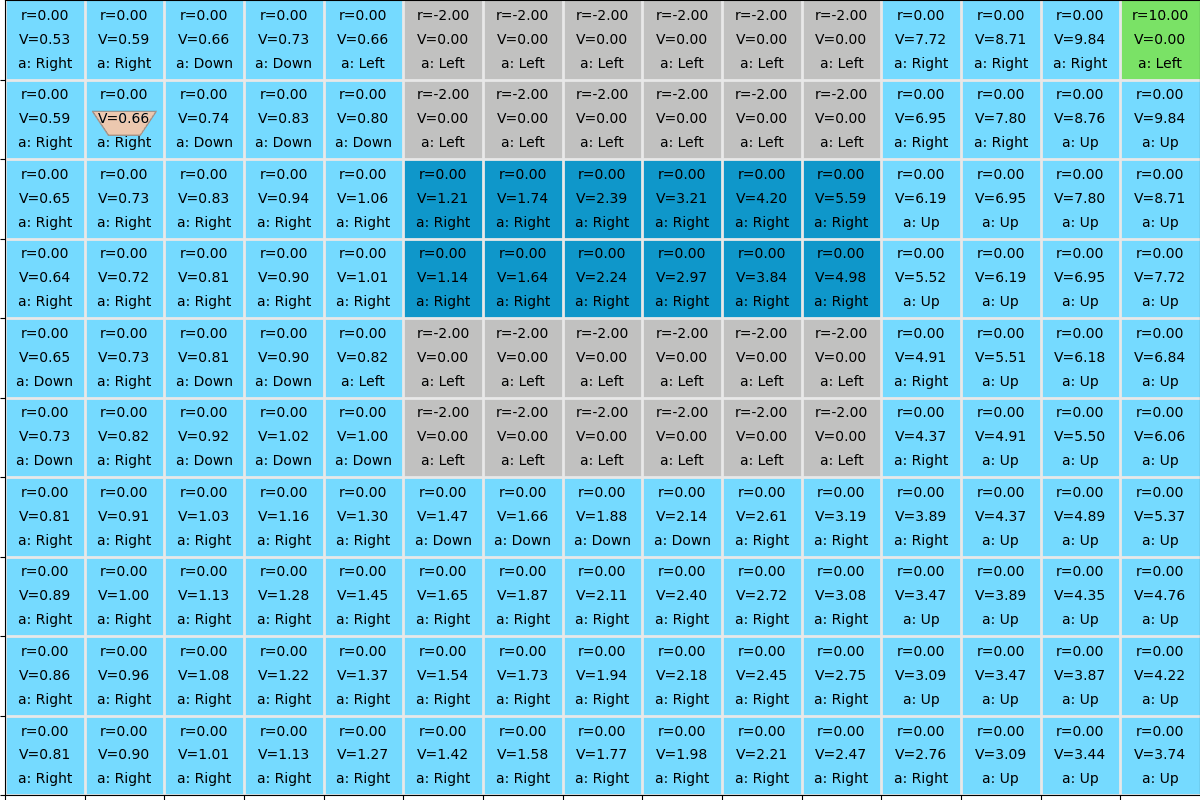 r=0.00 r=0.00 r=0.00 r=0.00 r=0.00 r=-2.00 r=-2.00 r=-2.00 r=-2.00 r=-2.00 r=-2.00 r=0.00 r=0.00 r=0.00 r=10.00
V=0.53 V=0.59 V=0.66 V=0.73 V=0.66 V=0.00 V=0.00 V=0.00 V=0.00 V=0.00 V=0.00 V=7.72 V=8.71 V=9.84 V=0.00
a: Right a: Right a: Down a: Down a: Left a: Left a: Left a: Left a: Left a: Left a: Left a: Right a: Right a: Right a: Left
r=0.00 r=0.00 r=0.00 r=0.00 r=0.00 r=-2.00 r=-2.00 r=-2.00 r=-2.00 r=-2.00 r=-2.00 r=0.00 r=0.00 r=0.00 r=0.00
V=0.59 V=0.66 V=0.74 V=0.83 V=0.80 V=0.00 V=0.00 V=0.00 V=0.00 V=0.00 V=0.00 V=6.95 V=7.80 V=8.76 V=9.84
a: Right a: Right a: Down a: Down a: Down a: Left a: Left a: Left a: Left a: Left a: Left a: Right a: Right a: Up a: Up
r=0.00 r=0.00 r=0.00 r=0.00 r=0.00 r=0.00 r=0.00 r=0.00 r=0.00 r=0.00 r=0.00 r=0.00 r=0.00 r=0.00 r=0.00
V=0.65 V=0.73 V=0.83 V=0.94 V=1.06 V=1.21 V=1.74 V=2.39 V=3.21 V=4.20 V=5.59 V=6.19 V=6.95 V=7.80 V=8.71
a: Right a: Right a: Right a: Right a: Right a: Right a: Right a: Right a: Right a: Right a: Right a: Up a: Up a: Up a: Up
r=0.00 r=0.00 r=0.00 r=0.00 r=0.00 r=0.00 r=0.00 r=0.00 r=0.00 r=0.00 r=0.00 r=0.00 r=0.00 r=0.00 r=0.00
V=0.64 V=0.72 V=0.81 V=0.90 V=1.01 V=1.14 V=1.64 V=2.24 V=2.97 V=3.84 V=4.98 V=5.52 V=6.19 V=6.95 V=7.72
a: Right a: Right a: Right a: Right a: Right a: Right a: Right a: Right a: Right a: Right a: Right a: Up a: Up a: Up a: Up
r=0.00 r=0.00 r=0.00 r=0.00 r=0.00 r=-2.00 r=-2.00 r=-2.00 r=-2.00 r=-2.00 r=-2.00 r=0.00 r=0.00 r=0.00 r=0.00
V=0.65 V=0.73 V=0.81 V=0.90 V=0.82 V=0.00 V=0.00 V=0.00 V=0.00 V=0.00 V=0.00 V=4.91 V=5.51 V=6.18 V=6.84
a: Down a: Right a: Down a: Down a: Left a: Left a: Left a: Left a: Left a: Left a: Left a: Right a: Up a: Up a: Up
r=0.00 r=0.00 r=0.00 r=0.00 r=0.00 r=-2.00 r=-2.00 r=-2.00 r=-2.00 r=-2.00 r=-2.00 r=0.00 r=0.00 r=0.00 r=0.00
V=0.73 V=0.82 V=0.92 V=1.02 V=1.00 V=0.00 V=0.00 V=0.00 V=0.00 V=0.00 V=0.00 V=4.37 V=4.91 V=5.50 V=6.06
a: Down a: Right a: Down a: Down a: Down a: Left a: Left a: Left a: Left a: Left a: Left a: Right a: Up a: Up a: Up
r=0.00 r=0.00 r=0.00 r=0.00 r=0.00 r=0.00 r=0.00 r=0.00 r=0.00 r=0.00 r=0.00 r=0.00 r=0.00 r=0.00 r=0.00
V=0.81 V=0.91 V=1.03 V=1.16 V=1.30 V=1.47 V=1.66 V=1.88 V=2.14 V=2.61 V=3.19 V=3.89 V=4.37 V=4.89 V=5.37
a: Right a: Right a: Right a: Right a: Right a: Down a: Down a: Down a: Down a: Right a: Right a: Right a: Up a: Up a: Up
r=0.00 r=0.00 r=0.00 r=0.00 r=0.00 r=0.00 r=0.00 r=0.00 r=0.00 r=0.00 r=0.00 r=0.00 r=0.00 r=0.00 r=0.00
V=0.89 V=1.00 V=1.13 V=1.28 V=1.45 V=1.65 V=1.87 V=2.11 V=2.40 V=2.72 V=3.08 V=3.47 V=3.89 V=4.35 V=4.76
a: Right a: Right a: Right a: Right a: Right a: Right a: Right a: Right a: Right a: Right a: Right a: Up a: Up a: Up a: Up
r=0.00 r=0.00 r=0.00 r=0.00 r=0.00 r=0.00 r=0.00 r=0.00 r=0.00 r=0.00 r=0.00 r=0.00 r=0.00 r=0.00 r=0.00
V=0.86 V=0.96 V=1.08 V=1.22 V=1.37 V=1.54 V=1.73 V=1.94 V=2.18 V=2.45 V=2.75 V=3.09 V=3.47 V=3.87 V=4.22
a: Right a: Right a: Right a: Right a: Right a: Right a: Right a: Right a: Right a: Right a: Right a: Up a: Up a: Up a: Up
r=0.00 r=0.00 r=0.00 r=0.00 r=0.00 r=0.00 r=0.00 r=0.00 r=0.00 r=0.00 r=0.00 r=0.00 r=0.00 r=0.00 r=0.00
V=0.81 V=0.90 V=1.01 V=1.13 V=1.27 V=1.42 V=1.58 V=1.77 V=1.98 V=2.21 V=2.47 V=2.76 V=3.09 V=3.44 V=3.74
a: Right a: Right a: Right a: Right a: Right a: Right a: Right a: Right a: Right a: Right a: Right a: Right a: Up a: Up a: Up